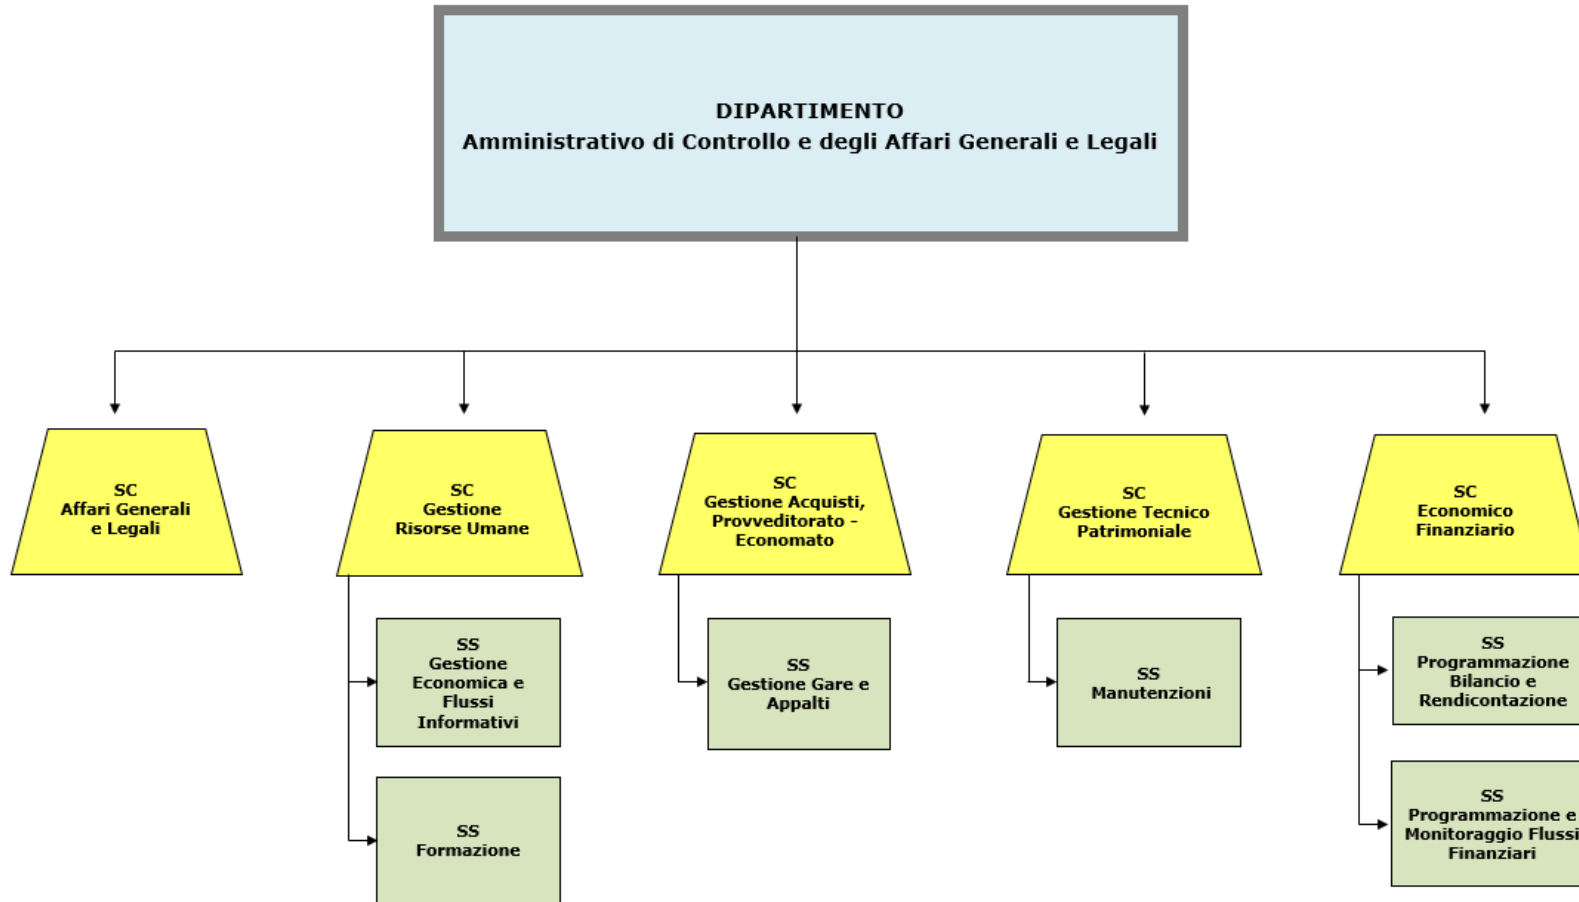 DIPARTIMENTO
Amministrativo di Controllo e degli Affari Generali e Legali
SC
Affari Generali
e Legali
SC
Gestione
Risorse Umane
SC
Gestione Acquisti,
Provveditorato -
Economato
SC
Gestione Tecnico
Patrimoniale
SC
Economico
Finanziario
SS
Gestione
Economica e
Flussi
Informativi
SS
Formazione
SS
Gestione Gare e
Appalti
SS
Manutenzioni
SS
Programmazione
Bilancio e
Rendicontazione
SS
Programmazione e
Monitoraggio Flussi
Finanziari